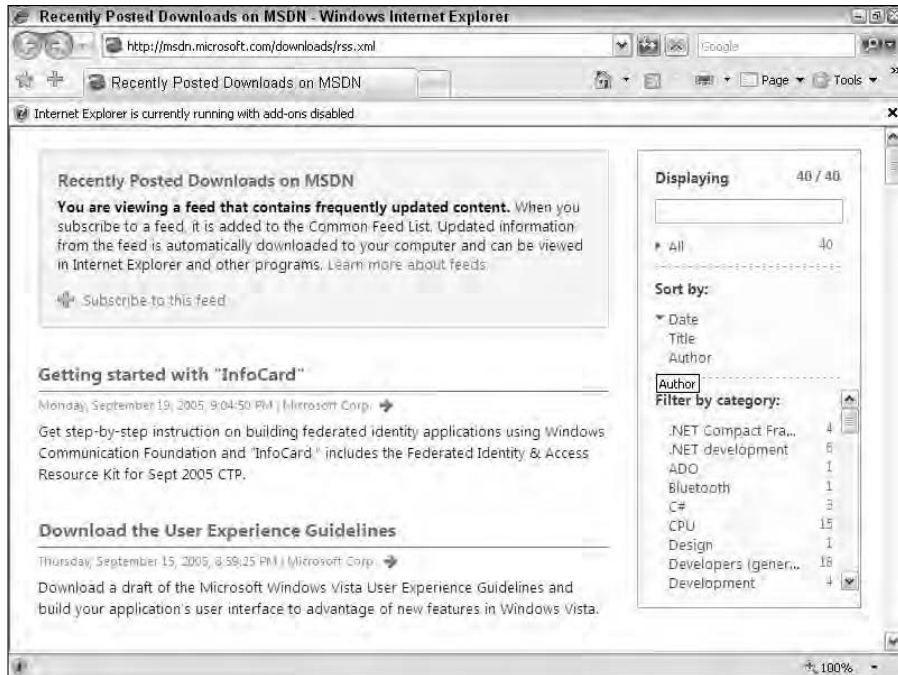 Recently Posted Downloads on MSDN - Windows Internet Explorer
http://msdn.microsoft.com/downloads/rss.xml
Google
Recently Posted Downloads on MSDN
Page
Tools
»
Internet Explorer is currently running with add-ons disabled
Recently Posted Downloads on MSDN
You are viewing a feed that contains frequently updated content. When you
subscribe to a feed, it is added to the Common Feed List. Updated information
from the feed is automatically downloaded to your computer and can be viewed
in Internet Explorer and other programs. Learn more about feeds.
Subscribe to this feed
Getting started with "InfoCard"
Monday, September 19, 2005, 9:04:50 PM | Microsoft Corp.
Get step-by-step instruction on building federated identity applications using Windows
Communication Foundation and "InfoCard." includes the Federated Identity & Access
Resource Kit for Sept 2005 CTP.
Download the User Experience Guidelines
Thursday, September 15, 2005, 8:59:25 PM | Microsoft Corp.
Download a draft of the Microsoft Windows Vista User Experience Guidelines and
build your application's user interface to advantage of new features in Windows Vista.
Displaying 40 / 40
All 40
Sort by:
Date
Title
Author
Author
Filter by category:
.NET Compact Fra... 4
.NET development 6
ADO 1
Bluetooth 1
C# 3
CPU 15
Design 1
Developers (gener... 18
Development 4
100%